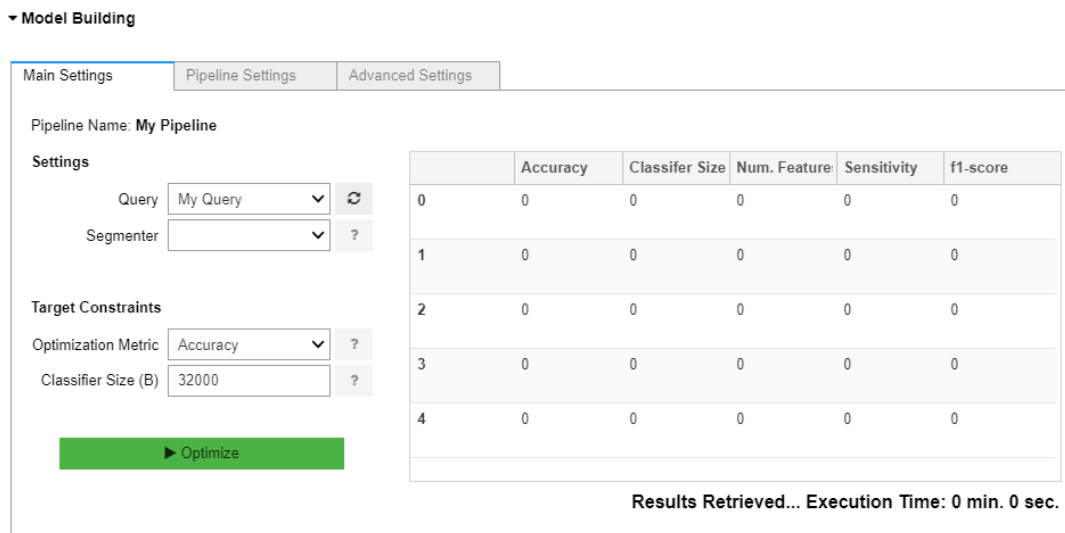 Model Building
Main Settings Pipeline Settings Advanced Settings
Pipeline Name: My Pipeline
Settings
Query My Query
Segmenter ?
Target Constraints
Optimization Metric Accuracy ?
Classifier Size (B) 32000 ?
Optimize
Accuracy Classifer Size Num. Feature Sensitivity f1-score
0 0 0 0 0 0
1 0 0 0 0 0
2 0 0 0 0 0
3 0 0 0 0 0
4 0 0 0 0 0
Results Retrieved... Execution Time: 0 min. 0 sec.